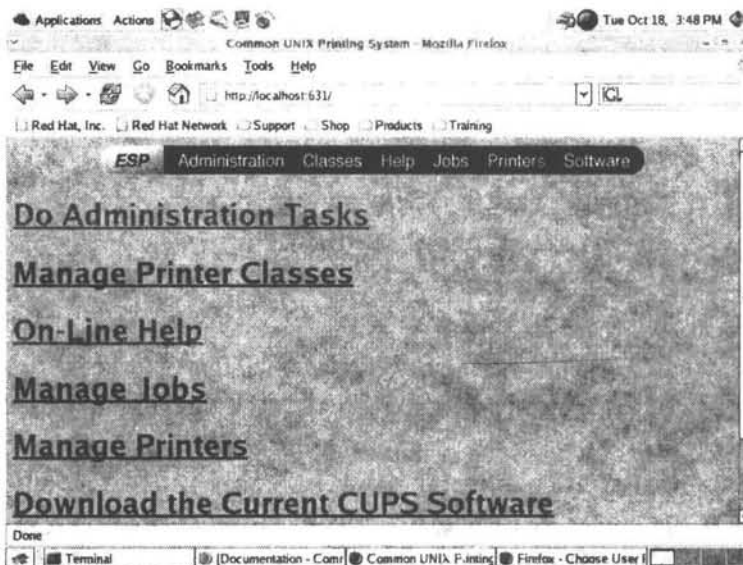 Applications Actions Tue Oct 18, 3:48 PM
Common UNIX Printing System - Mozilla Firefox
File Edit View Go Bookmarks Tools Help
http://localhost:631/
Red Hat, Inc. Red Hat Network Support Shop Products Training
ESP Administration Classes Help Jobs Printers Software
Do Administration Tasks
Manage Printer Classes
On-Line Help
Manage Jobs
Manage Printers
Download the Current CUPS Software
Done
Terminal [Documentation - Com Common UNIX Printing Firefox - Choose User